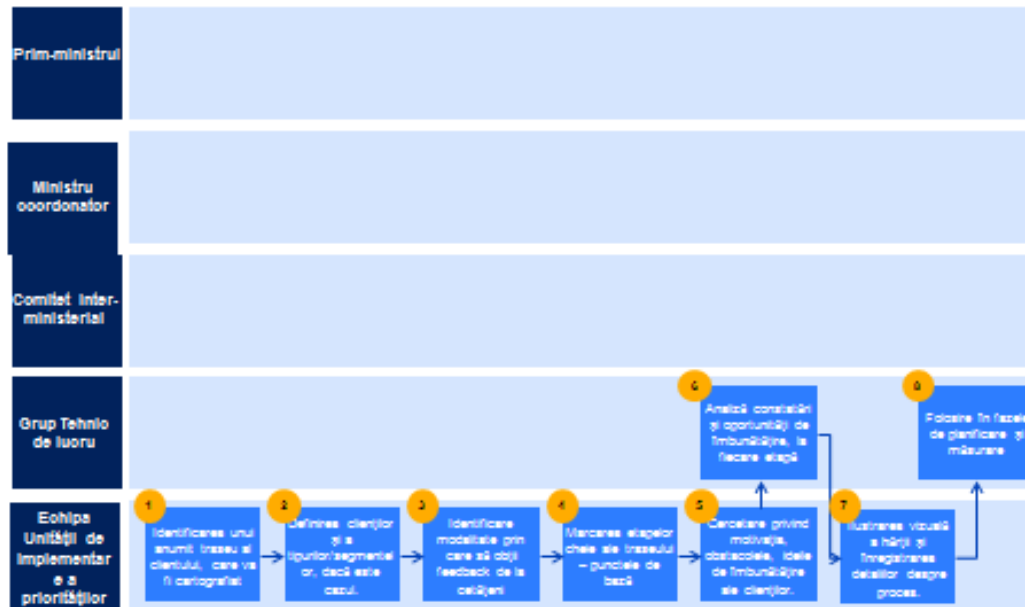 Prim-ministrul
Ministru
coordonator
Comitet inter-
ministerial
6
Analiză constatări
și oportunități de
îmbunătățire, la
fiecare etapă
8
Folosire în fazele
de planificare și
măsurare
Grup Tehnic
de lucru
Echipa
Unității de
implementar
e a
priorităților
1
Identificarea unui
anumit traseu al
clientului, care va
fi cartografiat
2
Definirea clienților
și a
tipurilor/segmentel
or, dacă este
cazul.
3
Identificare
modalitate prin
care să obții
feedback de la
cetățeni
4
Marcarea etapelor
cheie ale traseului
– punctele de
bază
5
Cercetare privind
motivația,
obstacolele, ideile
de îmbunătățire
ale clienților.
7
Ilustrarea vizuală
a hărții și
înregistrarea
detaliilor despre
proces.